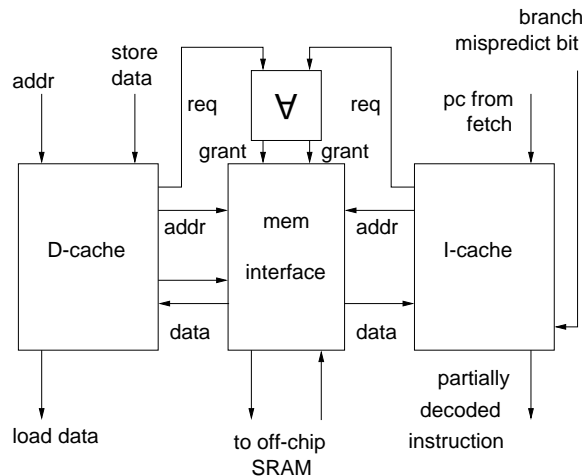 branch
mispredict bit
store
data
addr
req
∀
req
pc from
fetch
grant
grant
D-cache
addr
mem
interface
addr
I-cache
data
data
load data
to off-chip
SRAM
partially
decoded
instruction